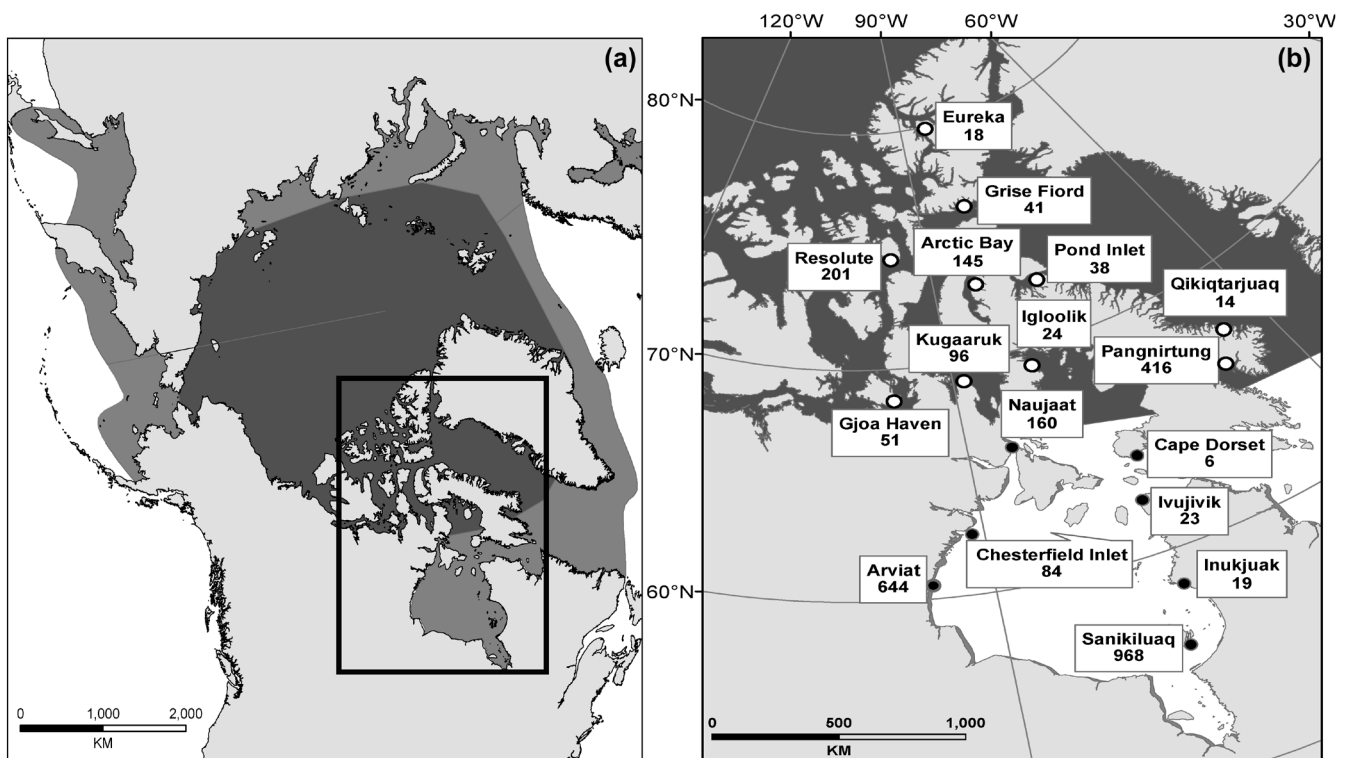 (a)
0 1,000 2,000
KM
120°W 90°W 60°W 30°W
(b)
80°N
70°N
60°N
Eureka
18
Grise Fiord
41
Arctic Bay
145
Pond Inlet
38
Resolute
201
Qikiqtarjuaq
14
Igloolik
24
Kugaaruk
96
Pangnirtung
416
Naujaat
160
Gjoa Haven
51
Cape Dorset
6
Ivujivik
23
Chesterfield Inlet
84
Arviat
644
Inukjuak
19
Sanikiluaq
968
0 500 1,000
KM